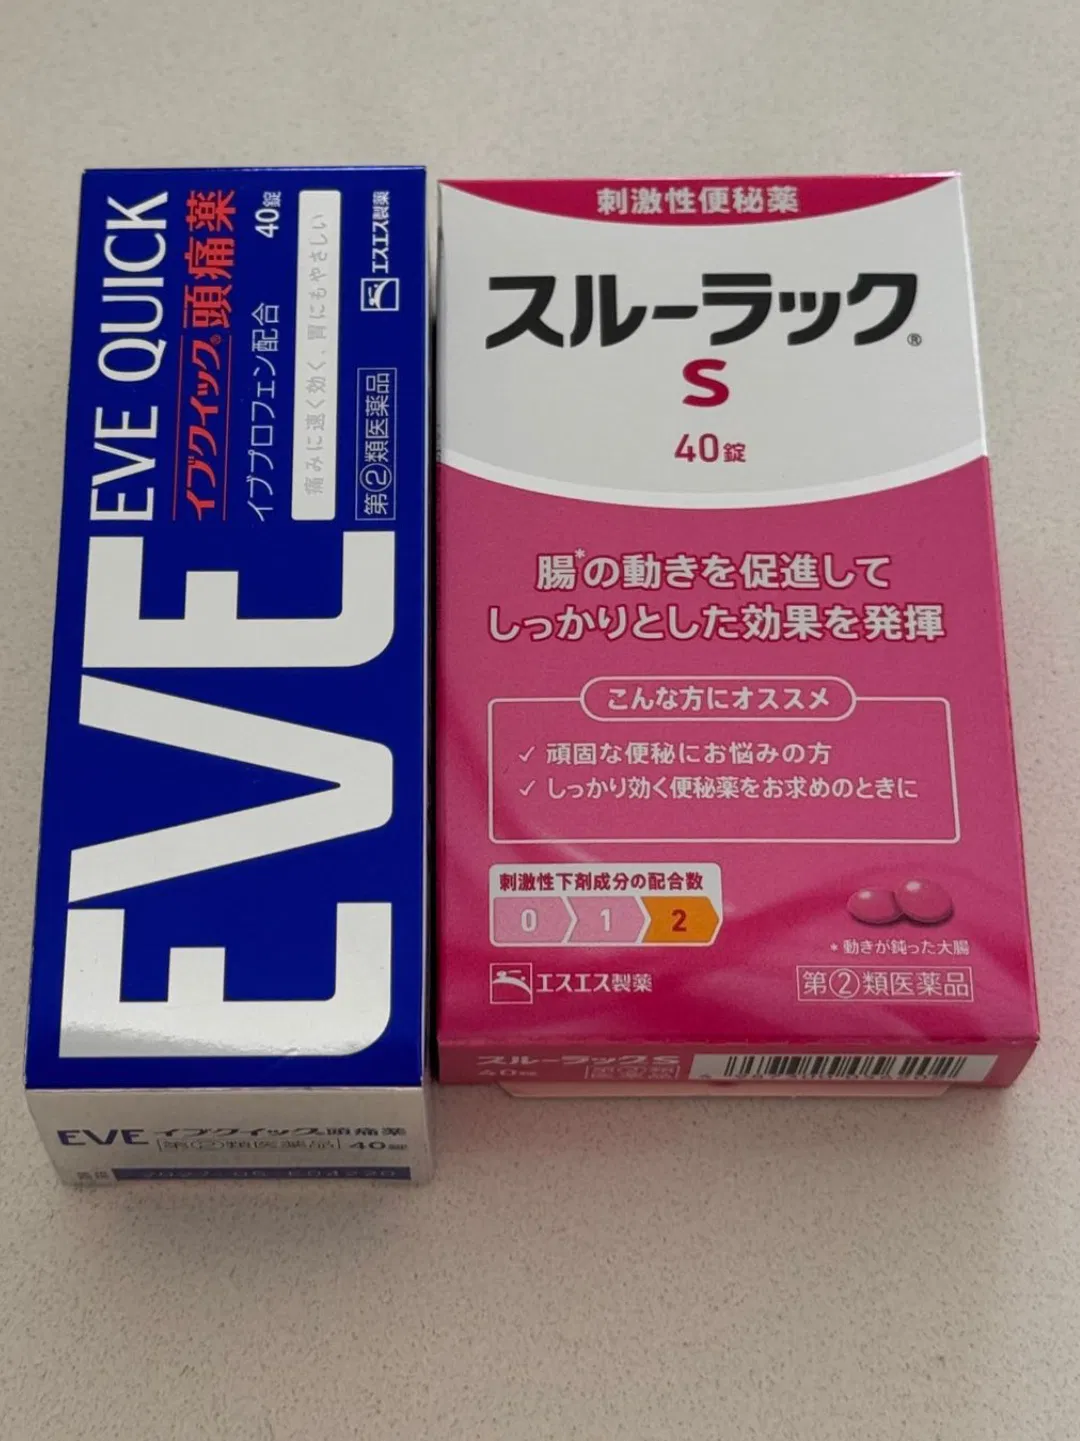 EVE
EVE QUICK
イブクイック®頭痛薬
イブプロフェン配合
40錠
痛みに速く効く、胃にもやさしい
第②類医薬品
エスエス製薬
EVE イブクイック頭痛薬
第②類医薬品 40錠
刺激性便秘薬
スルーラック®
S
40錠
腸*の動きを促進して
しっかりとした効果を発揮
こんな方にオススメ
✓ 頑固な便秘にお悩みの方
✓ しっかり効く便秘薬をお求めのときに
刺激性下剤成分の配合数
0 1 2
* 動きが鈍った大腸
エスエス製薬
第②類医薬品
スルーラックS
40錠
第②類
医薬品